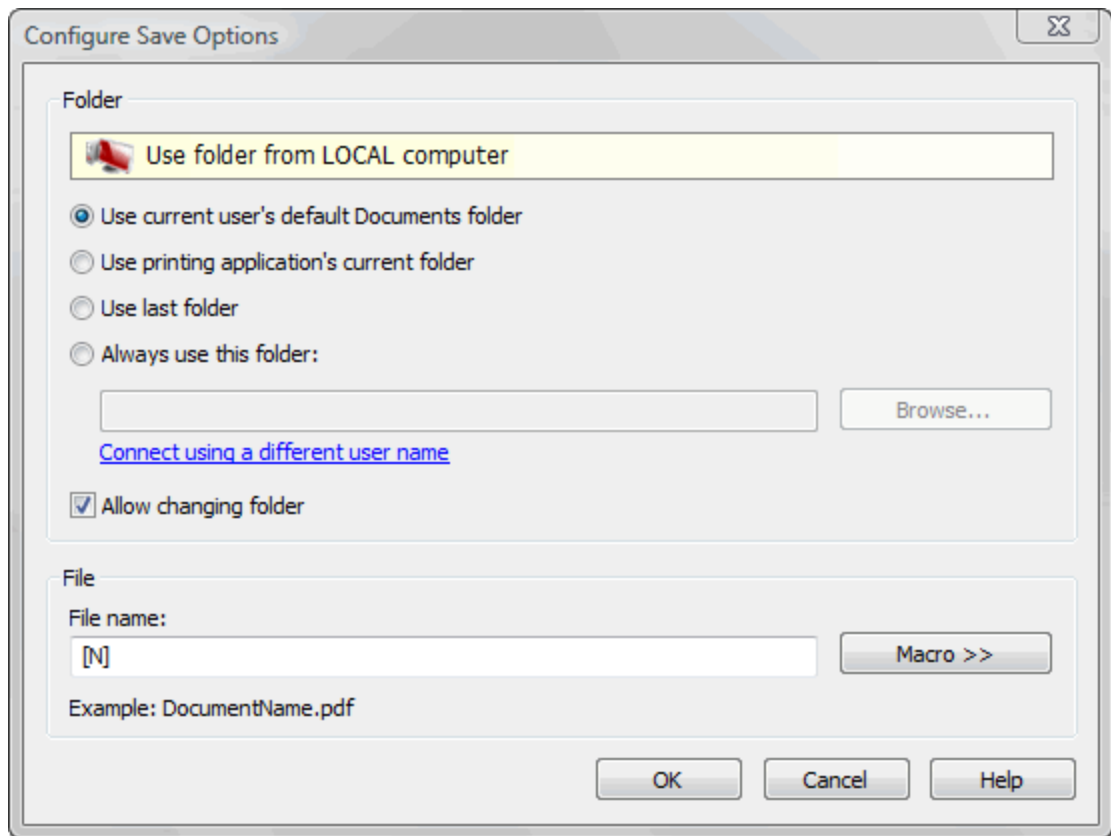 Configure Save Options
Folder
Use folder from LOCAL computer
Use current user's default Documents folder
Use printing application's current folder
Use last folder
Always use this folder:
Browse...
Connect using a different user name
Allow changing folder
File
File name:
[N]
Macro >>
Example: DocumentName.pdf
OK Cancel Help